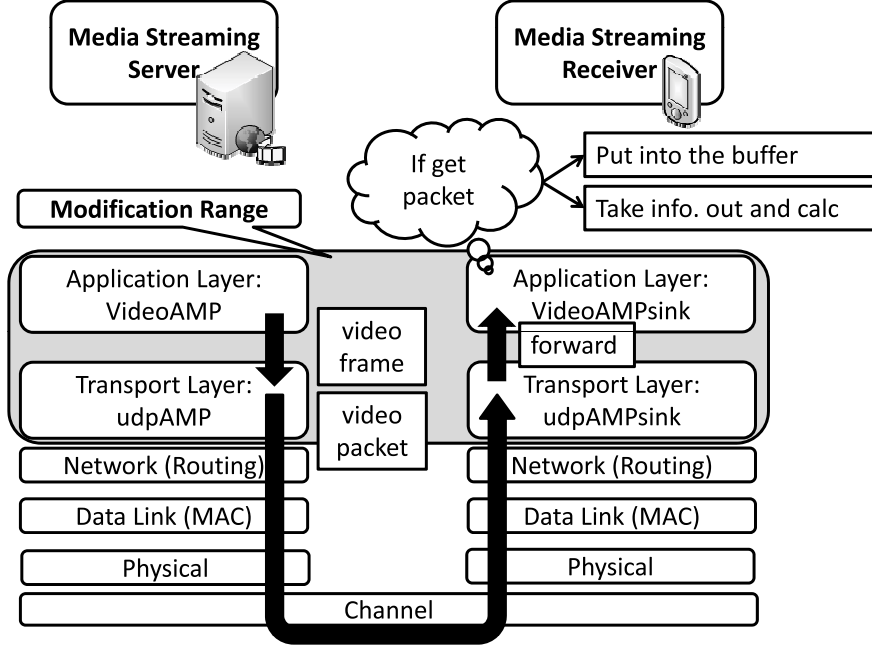 Media Streaming
Server
Media Streaming
Receiver
If get
packet
Put into the buffer
Take info. out and calc
Modification Range
Application Layer:
VideoAMP
Application Layer:
VideoAMPsink
video
frame
forward
Transport Layer:
udpAMP
Transport Layer:
udpAMPsink
video
packet
Network (Routing)
Network (Routing)
Data Link (MAC)
Data Link (MAC)
Physical
Physical
Channel